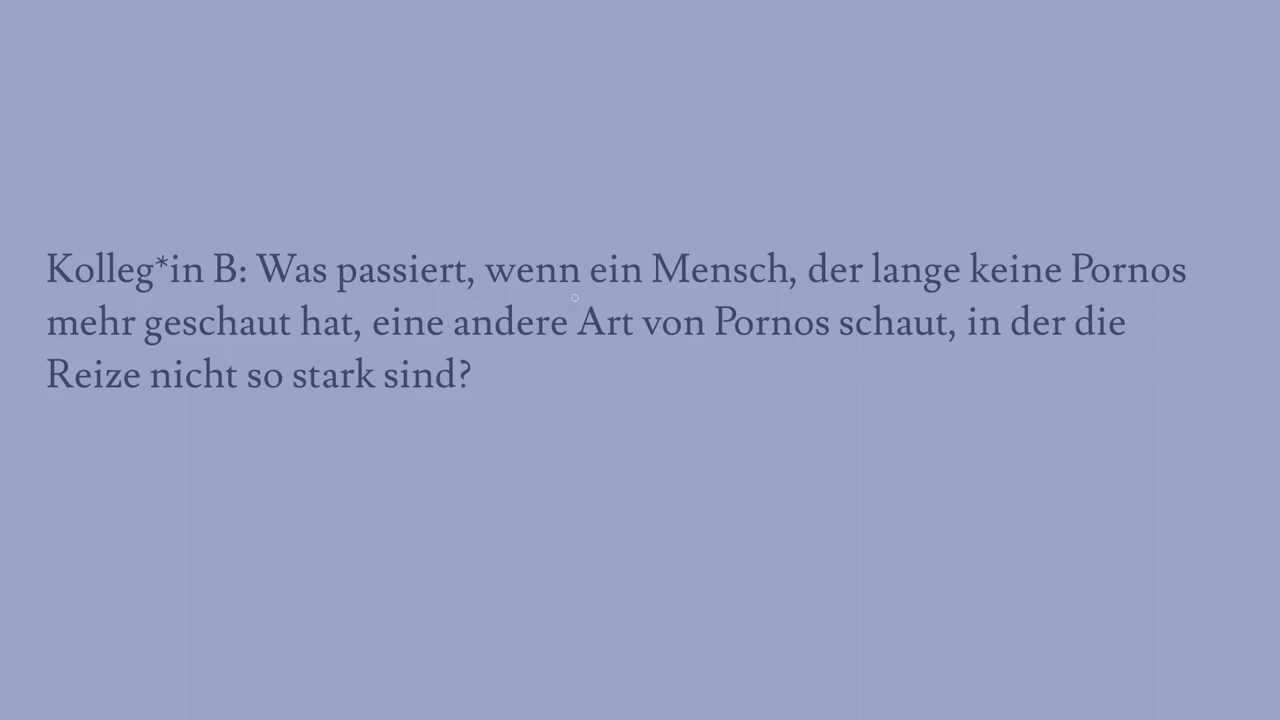 Kolleg*in B: Was passiert, wenn ein Mensch, der lange keine Pornos
mehr geschaut hat, eine andere Art von Pornos schaut, in der die
Reize nicht so stark sind?